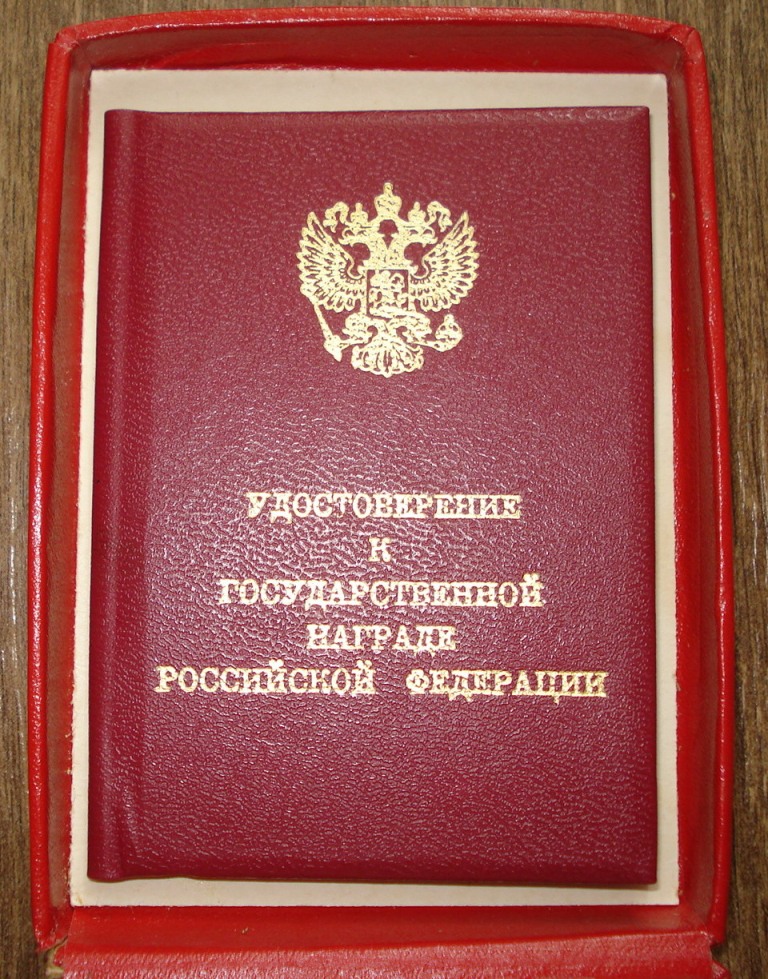 УДОСТОВЕРЕНИЕ
К
ГОСУДАРСТВЕННОЙ
НАГРАДЕ
РОССИЙСКОЙ ФЕДЕРАЦИИ